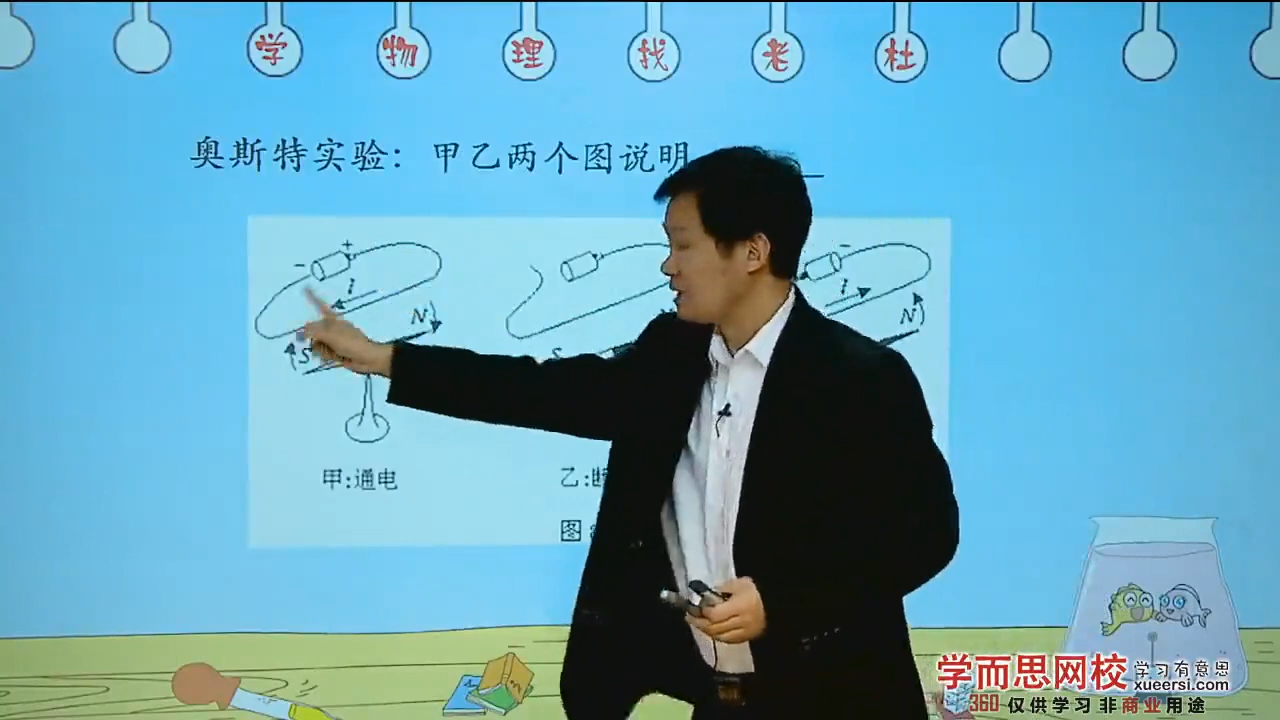 学物理找老杜
奥斯特实验：甲乙两个图说明
+
−
−
I
I
N
N
S
甲:通电
乙:
图
学而思网校
学习有意思
xueersi.com
360 仅供学习 非商业用途